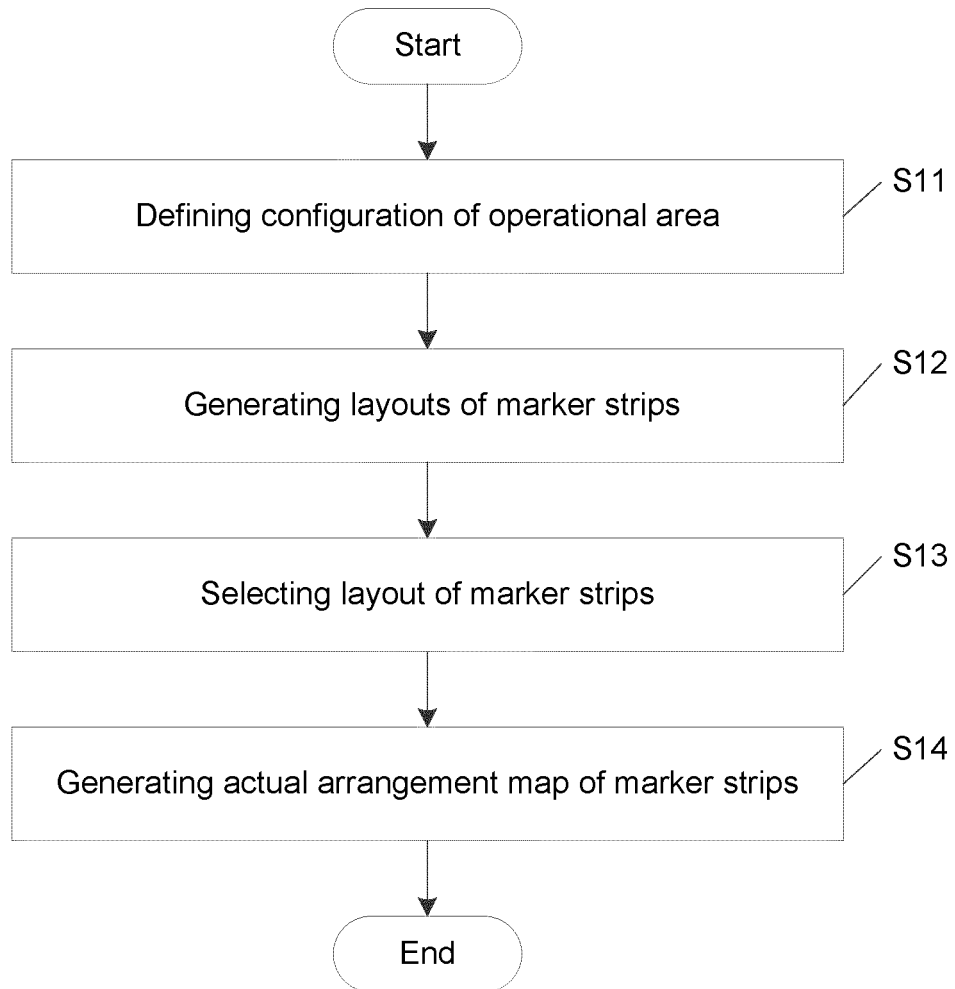 Start
S11
Defining configuration of operational area
S12
Generating layouts of marker strips
S13
Selecting layout of marker strips
S14
Generating actual arrangement map of marker strips
End